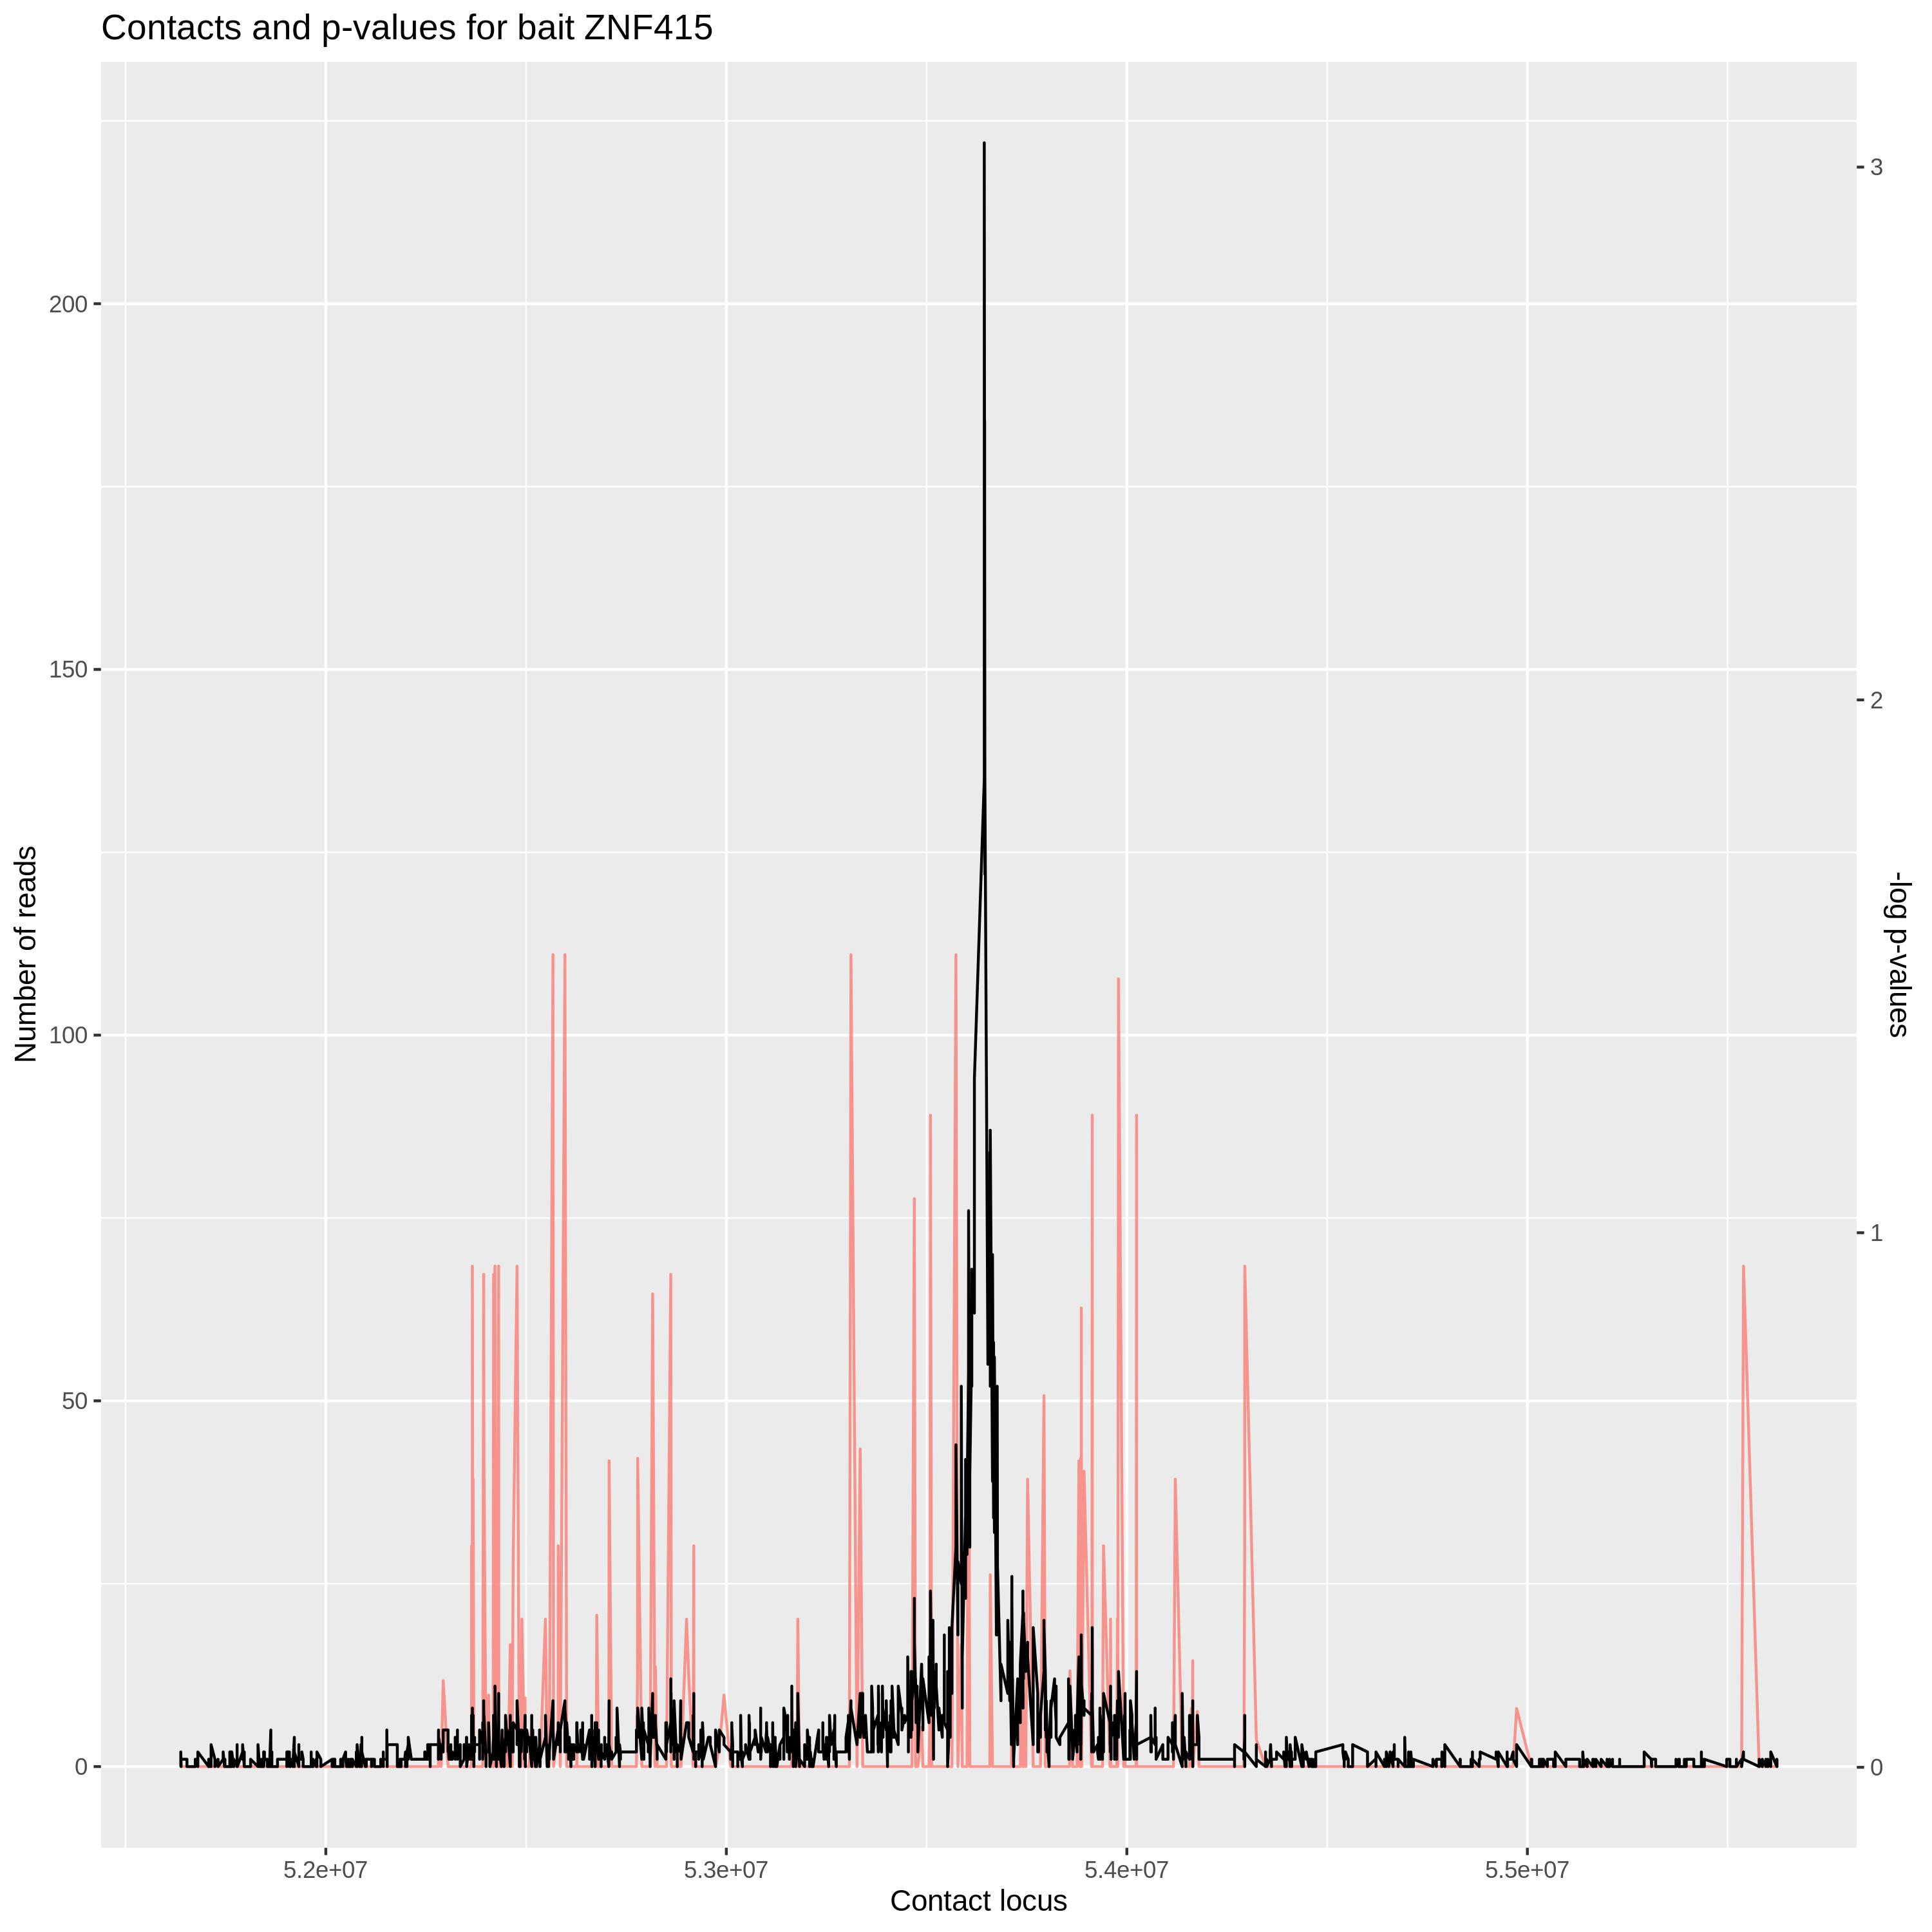 Contacts and p-values for bait ZNF415
3
200
2
150
Number of reads
-log p-values
100
1
50
0
0
5.2e+07
5.3e+07
5.4e+07
5.5e+07
Contact locus